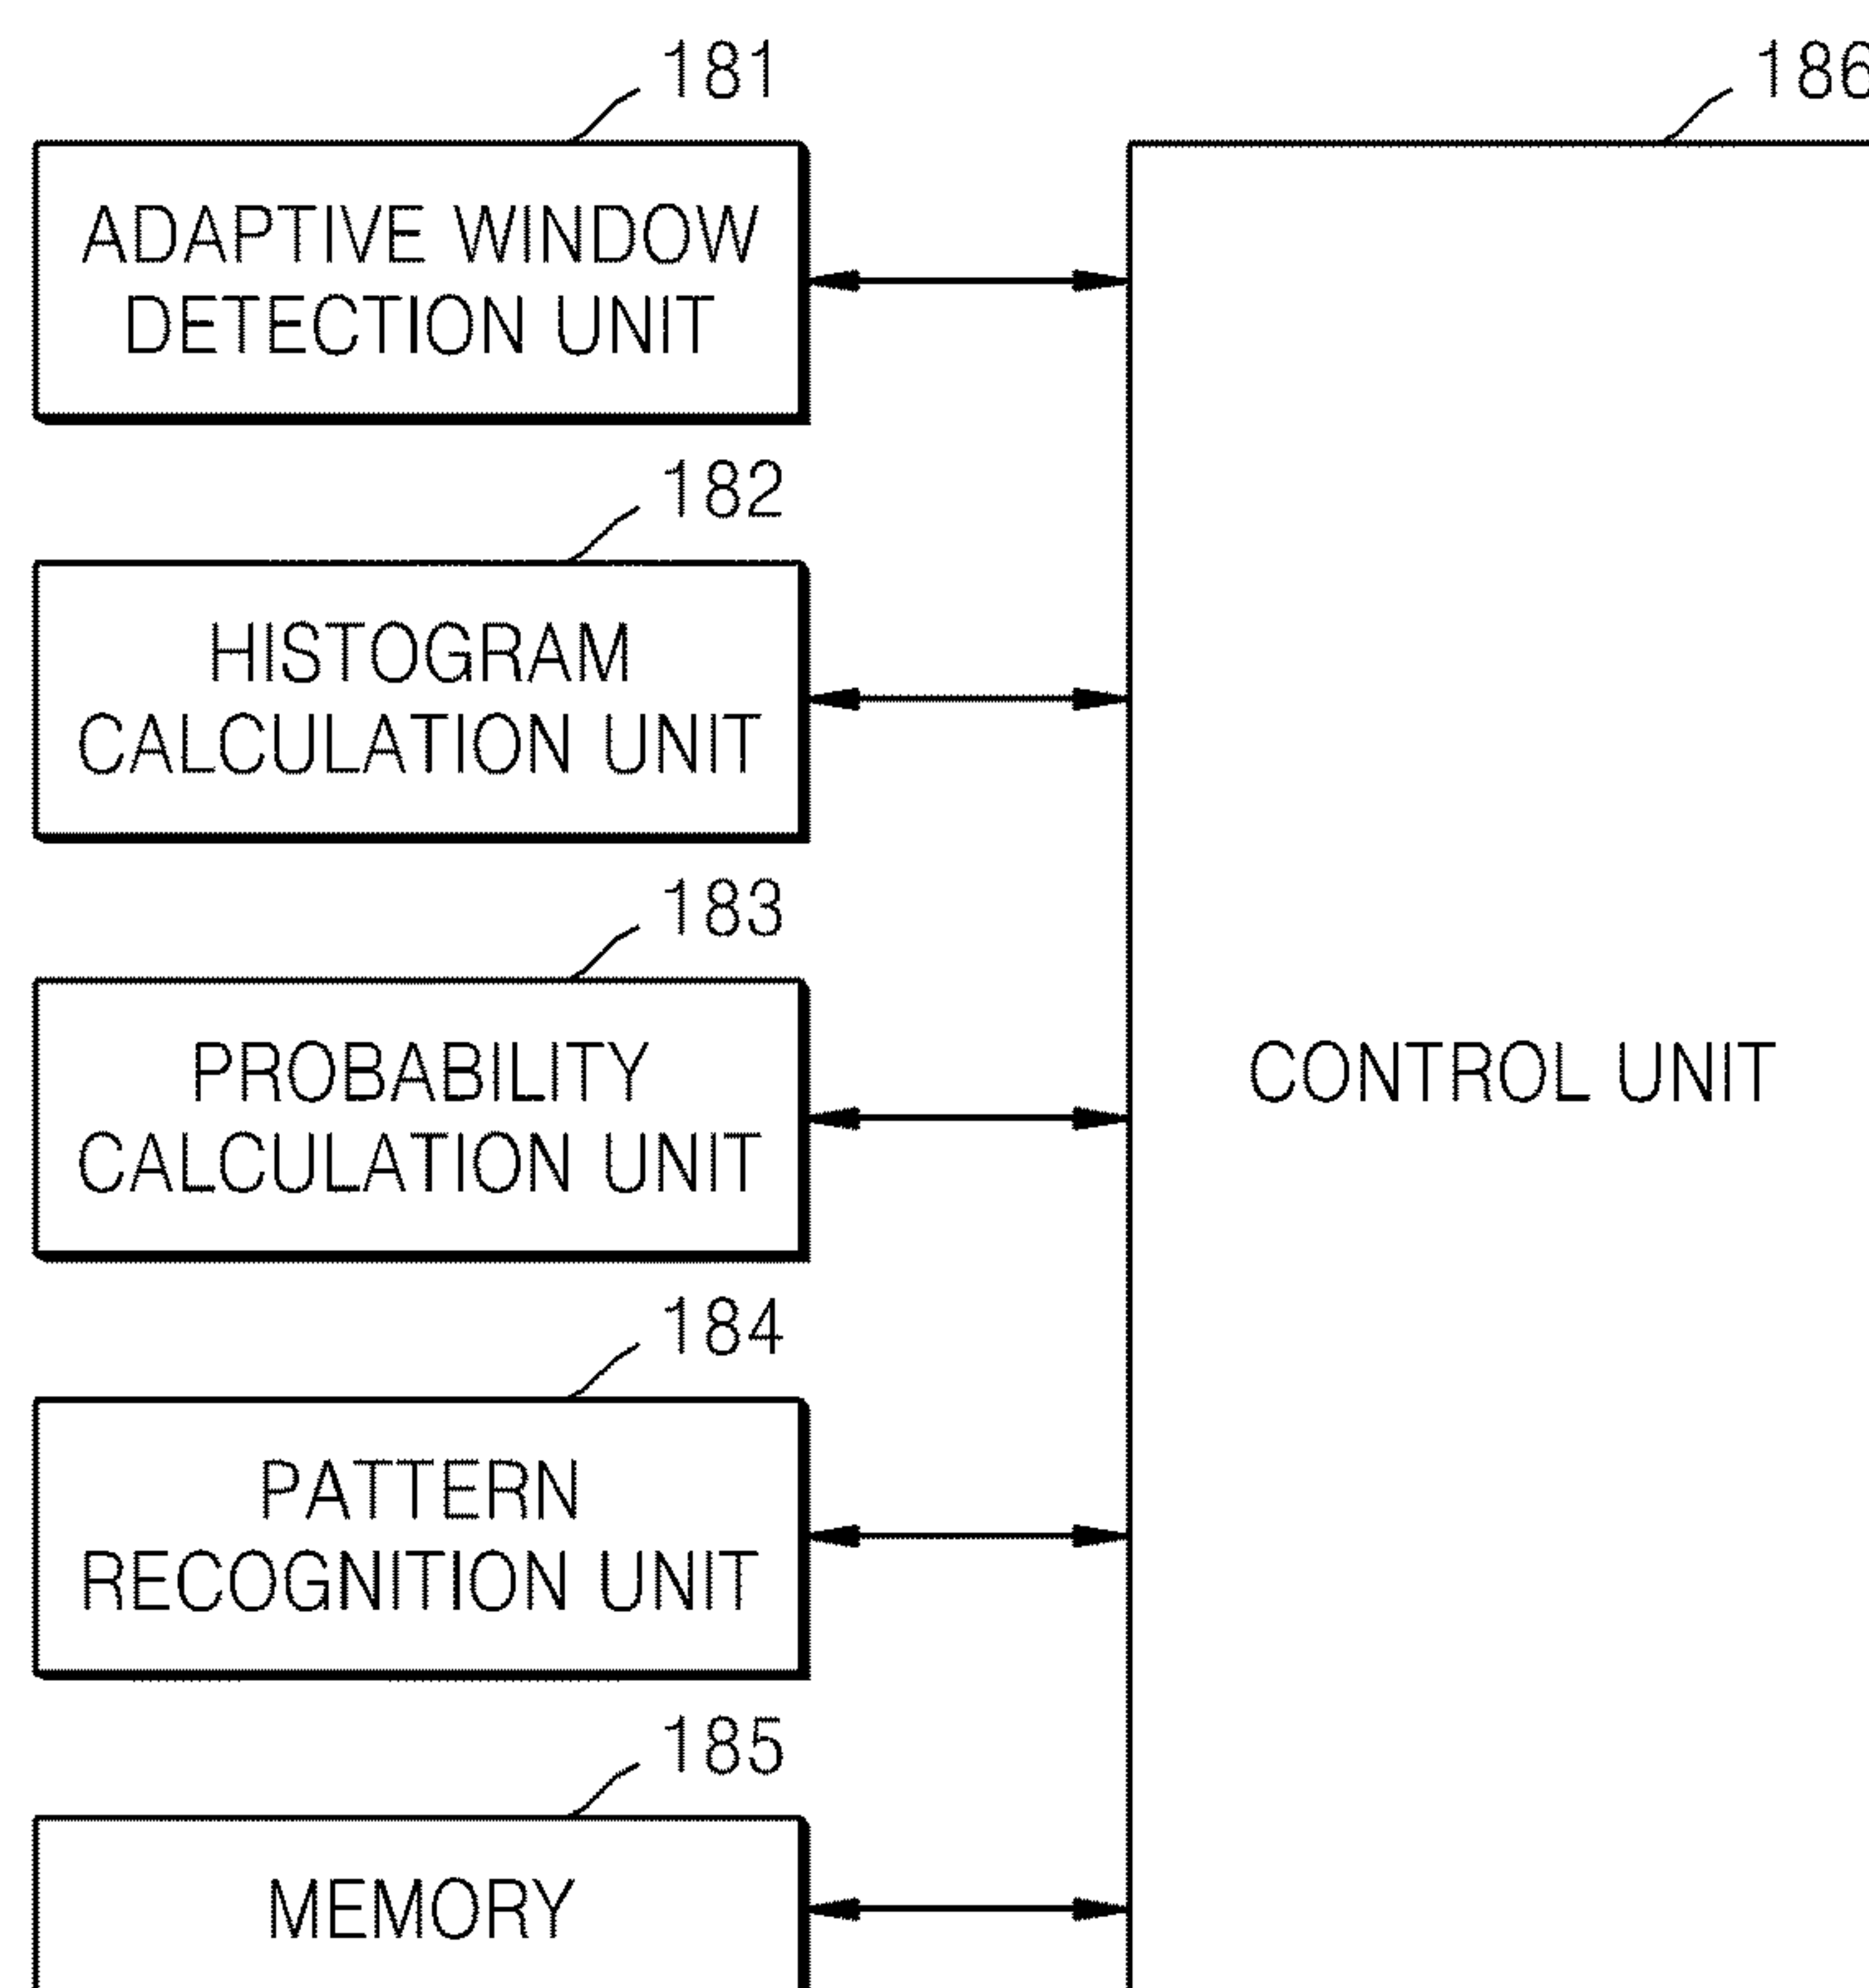 181
186
ADAPTIVE WINDOW
DETECTION UNIT
182
HISTOGRAM
CALCULATION UNIT
183
PROBABILITY
CALCULATION UNIT
CONTROL UNIT
184
PATTERN
RECOGNITION UNIT
185
MEMORY